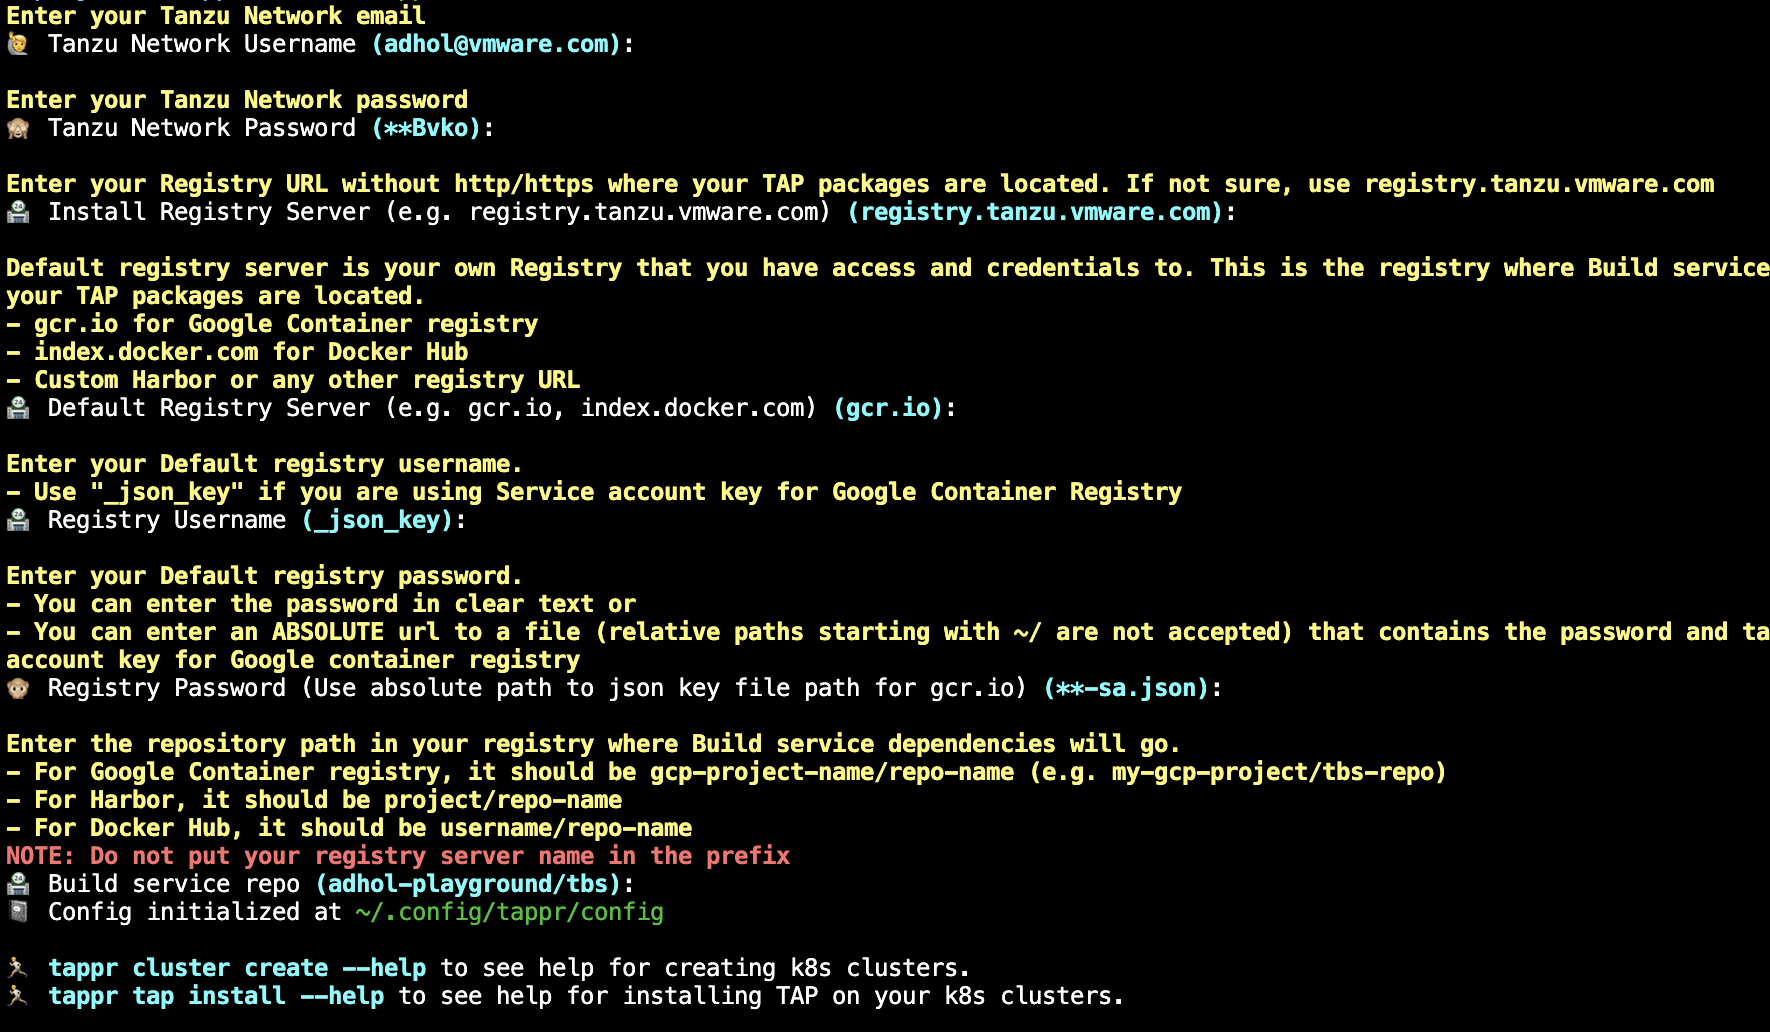 Enter your Tanzu Network email
Tanzu Network Username (adhol@vmware.com):
Enter your Tanzu Network password
Tanzu Network Password (**Bvko):
Enter your Registry URL without http/https where your TAP packages are located. If not sure, use registry.tanzu.vmware.com
Install Registry Server (e.g. registry.tanzu.vmware.com) (registry.tanzu.vmware.com):
Default registry server is your own Registry that you have access and credentials to. This is the registry where Build service
your TAP packages are located.
- gcr.io for Google Container registry
- index.docker.com for Docker Hub
- Custom Harbor or any other registry URL
Default Registry Server (e.g. gcr.io, index.docker.com) (gcr.io):
Enter your Default registry username.
- Use "_json_key" if you are using Service account key for Google Container Registry
Registry Username (_json_key):
Enter your Default registry password.
- You can enter the password in clear text or
- You can enter an ABSOLUTE url to a file (relative paths starting with ~/ are not accepted) that contains the password and ta
account key for Google container registry
Registry Password (Use absolute path to json key file path for gcr.io) (**-sa.json):
Enter the repository path in your registry where Build service dependencies will go.
- For Google Container registry, it should be gcp-project-name/repo-name (e.g. my-gcp-project/tbs-repo)
- For Harbor, it should be project/repo-name
- For Docker Hub, it should be username/repo-name
NOTE: Do not put your registry server name in the prefix
Build service repo (adhol-playground/tbs):
Config initialized at ~/.config/tappr/config
tappr cluster create --help to see help for creating k8s clusters.
tappr tap install --help to see help for installing TAP on your k8s clusters.